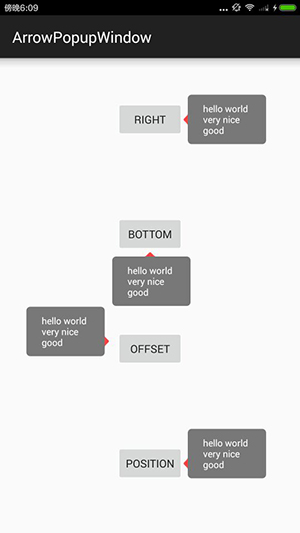 傍晚6:09
ArrowPopupWindow
RIGHT
hello world
very nice
good
BOTTOM
hello world
very nice
good
hello world
very nice
good
OFFSET
POSITION
hello world
very nice
good